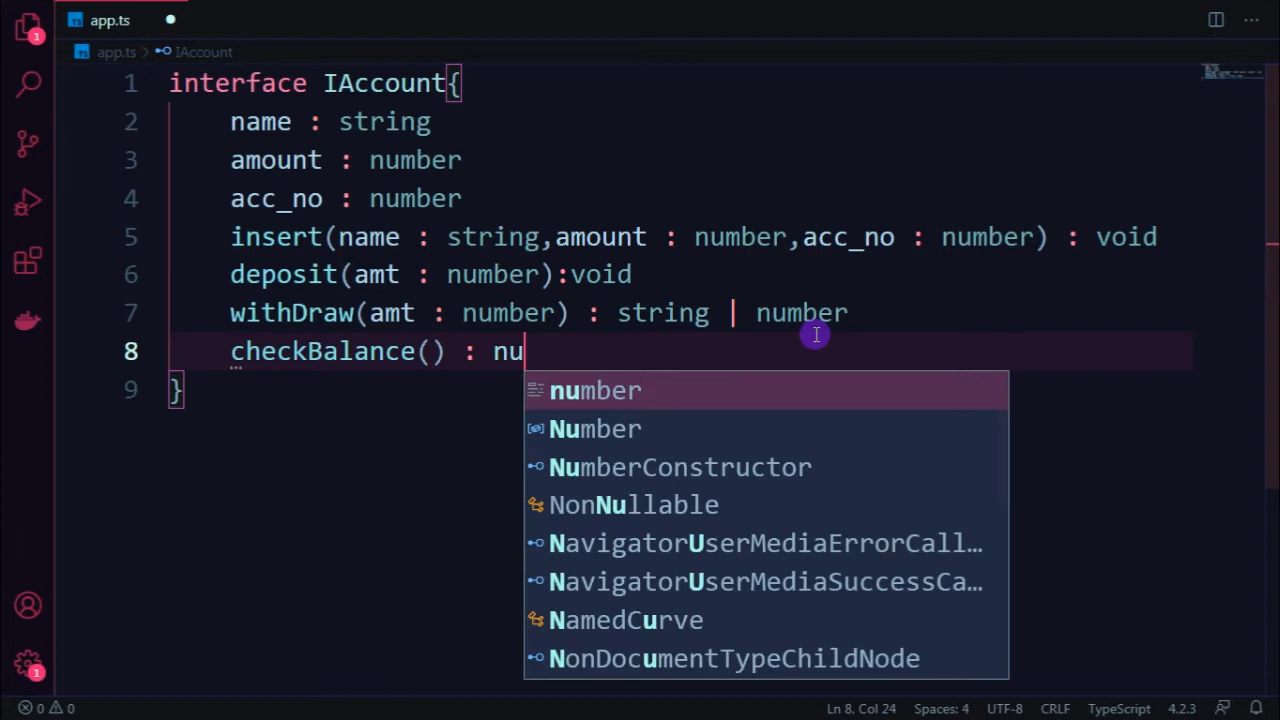 1
app.ts
app.ts > IAccount
1 interface IAccount{
2 name : string
3 amount : number
4 acc_no : number
5 insert(name : string,amount : number,acc_no : number) : void
6 deposit(amt : number):void
7 withDraw(amt : number) : string | number
8 checkBalance() : nu
9 }
number
Number
NumberConstructor
NonNullable
NavigatorUserMediaErrorCall…
NavigatorUserMediaSuccessCa…
NamedCurve
NonDocumentTypeChildNode
1
0 0 Ln 8, Col 24 Spaces: 4 UTF-8 CRLF TypeScript 4.2.3